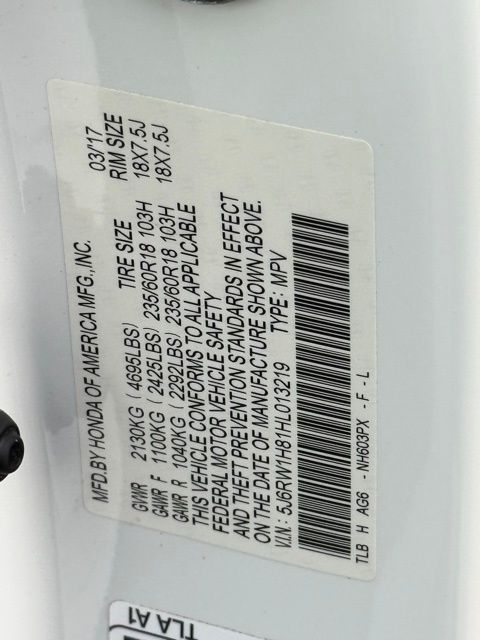 MFD.BY HONDA OF AMERICA MFG.,INC. 03/17
TIRE SIZE RIM SIZE
GVWR 2130KG ( 4695LBS)
GAWR F 1100KG ( 2425LBS) 235/60R18 103H 18X7.5J
GAWR R 1040KG ( 2292LBS) 235/60R18 103H 18X7.5J
THIS VEHICLE CONFORMS TO ALL APPLICABLE
FEDERAL MOTOR VEHICLE SAFETY
AND THEFT PREVENTION STANDARDS IN EFFECT
ON THE DATE OF MANUFACTURE SHOWN ABOVE.
V.I.N.: 5J6RW1H81HL013219 TYPE: MPV
TLB H AG6 - NH603PX - F - L
TLA A1